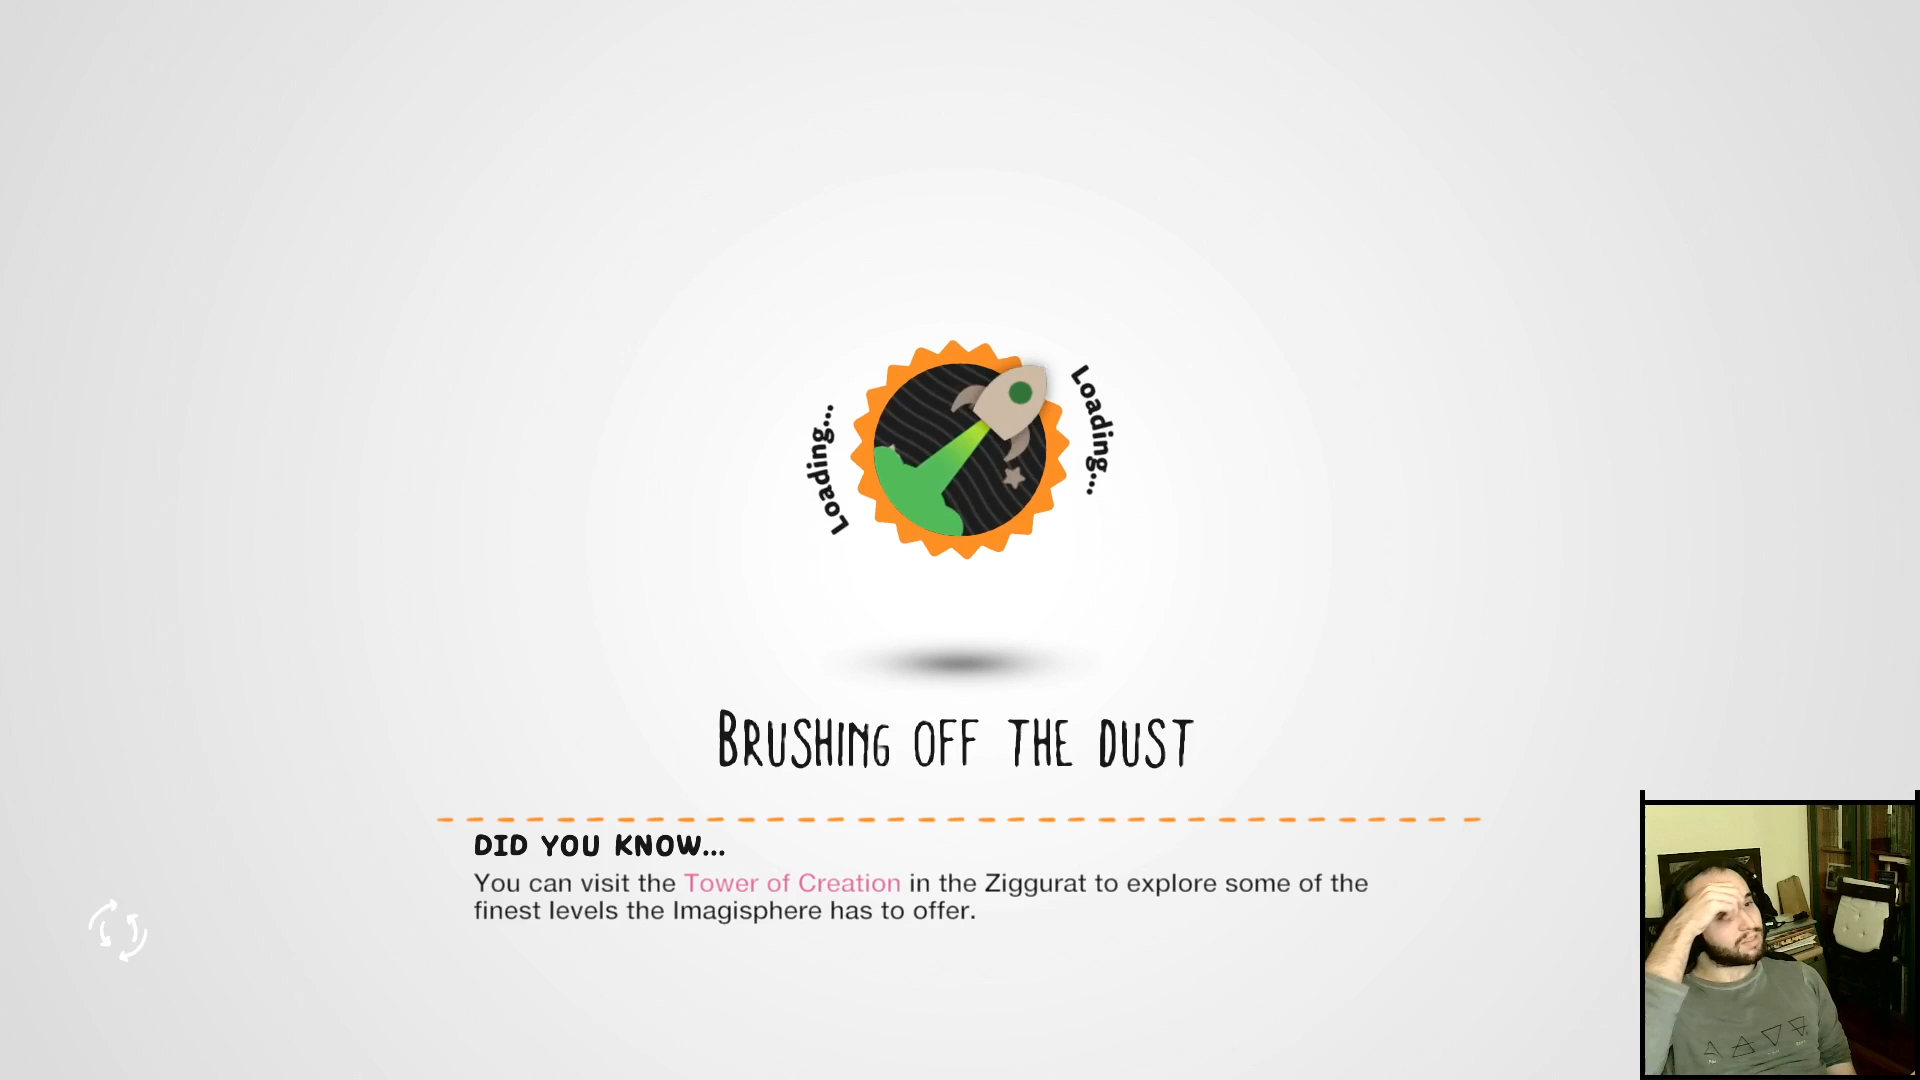 Loading...
Loading...
BRUSHING OFF THE DUST
DID YOU KNOW...
You can visit the Tower of Creation in the Ziggurat to explore some of the
finest levels the Imagisphere has to offer.